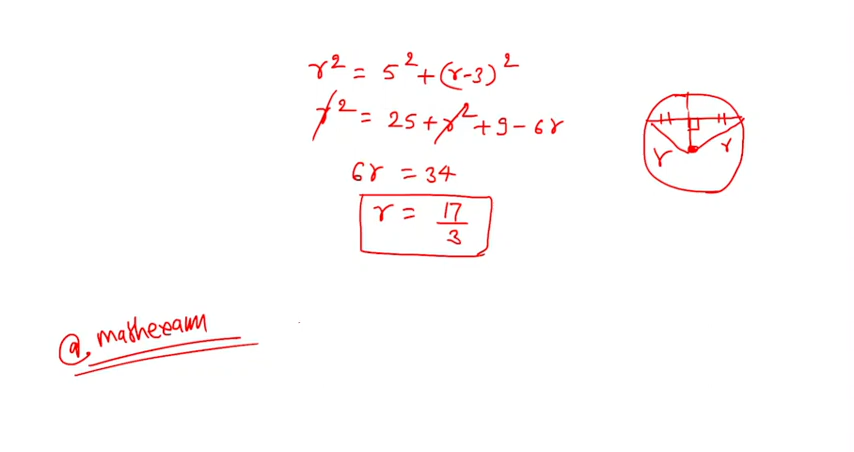 r² = 5² + (r-3)²
r² = 25 + r² + 9 - 6r
6r = 34
r = 17/3
r r
@mathexam